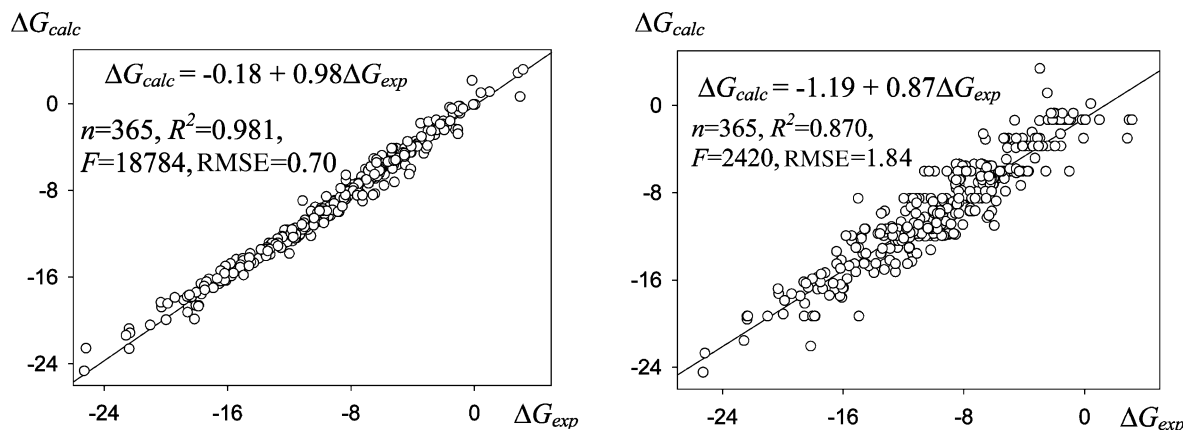 ΔGcalc
ΔGcalc = -0.18 + 0.98ΔGexp
n=365, R²=0.981,
F=18784, RMSE=0.70
0
-8
-16
-24
-24 -16 -8 0 ΔGexp
ΔGcalc
ΔGcalc = -1.19 + 0.87ΔGexp
n=365, R²=0.870,
F=2420, RMSE=1.84
0
-8
-16
-24
-24 -16 -8 0 ΔGexp